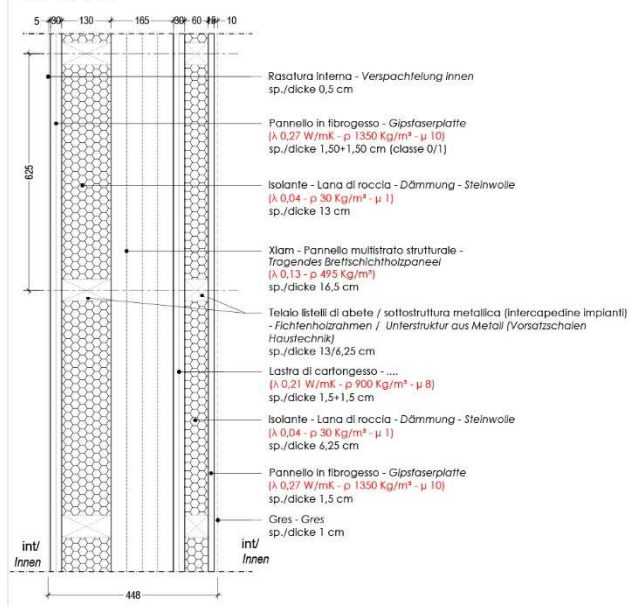 5 30 130 165 30 60 15 10
Rasatura interna - Verspachtelung innen
sp./dicke 0,5 cm
Pannello in fibrogesso - Gipsfaserplatte
(λ 0,27 W/mK - ρ 1350 Kg/m³ - μ 10)
sp./dicke 1,50+1,50 cm (classe 0/1)
625
Isolante - Lana di roccia - Dämmung - Steinwolle
(λ 0,04 - ρ 30 Kg/m³ - μ 1)
sp./dicke 13 cm
Xlam - Pannello multistrato strutturale -
Tragendes Brettschichtholzpaneel
(λ 0,13 - ρ 495 Kg/m³)
sp./dicke 16,5 cm
Telaio listelli di abete / sottostruttura metallica (intercapedine impianti)
- Fichtenholzrahmen / Unterstruktur aus Metall (Vorsatzschalen
Haustechnik)
sp./dicke 13/6,25 cm
Lastra di cartongesso - ....
(λ 0,21 W/mK - ρ 900 Kg/m³ - μ 8)
sp./dicke 1,5+1,5 cm
Isolante - Lana di roccia - Dämmung - Steinwolle
(λ 0,04 - ρ 30 Kg/m³ - μ 1)
sp./dicke 6,25 cm
Pannello in fibrogesso - Gipsfaserplatte
(λ 0,27 W/mK - ρ 1350 Kg/m³ - μ 10)
sp./dicke 1,5 cm
Gres - Gres
sp./dicke 1 cm
int/
Innen
int/
Innen
448